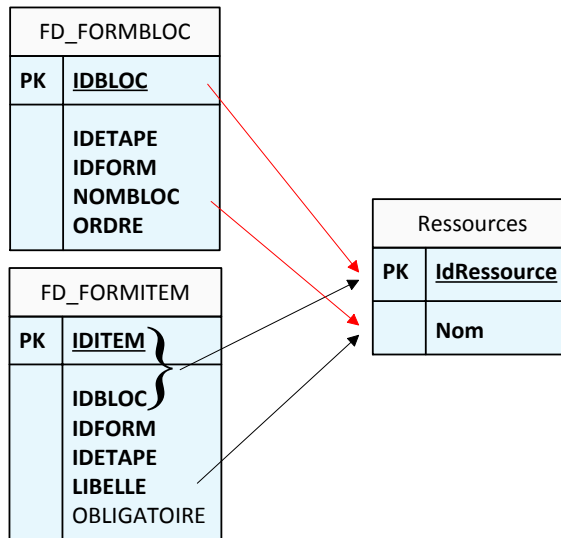 FD_FORMBLOC
PK IDBLOC
IDETAPE
IDFORM
NOMBLOC
ORDRE
FD_FORMITEM
PK IDITEM
IDBLOC
IDFORM
IDETAPE
LIBELLE
OBLIGATOIRE
Ressources
PK IdRessource
Nom